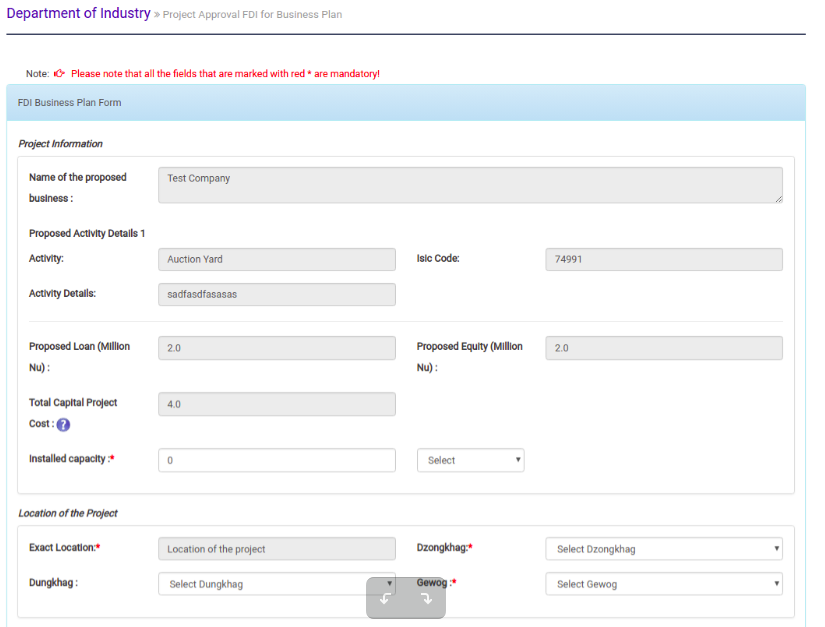 Department of Industry » Project Approval FDI for Business Plan
Note: Please note that all the fields that are marked with red * are mandatory!
FDI Business Plan Form
Project Information
Name of the proposed business :
Test Company
Proposed Activity Details 1
Activity: Auction Yard Isic Code: 74991
Activity Details: sadfasdfasasas
Proposed Loan (Million Nu) : 2.0 Proposed Equity (Million Nu) : 2.0
Total Capital Project Cost : ? 4.0
Installed capacity :* 0 Select
Location of the Project
Exact Location:* Location of the project Dzongkhag:* Select Dzongkhag
Dungkhag : Select Dungkhag Gewog :* Select Gewog